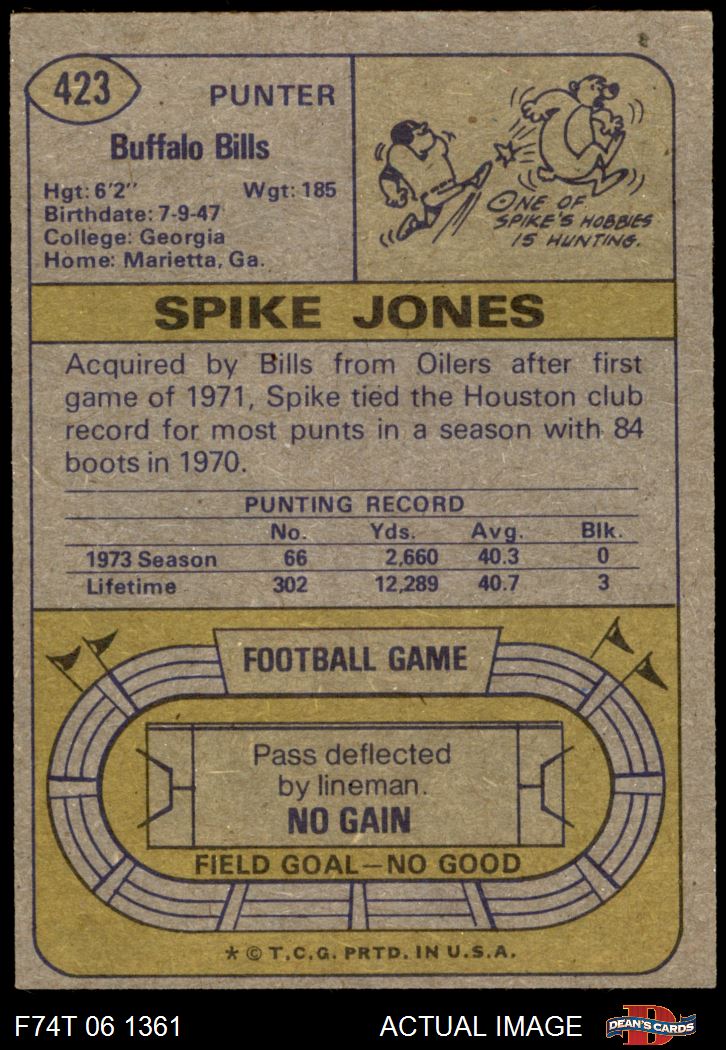 423
PUNTER
Buffalo Bills
Hgt: 6'2" Wgt: 185
Birthdate: 7-9-47
College: Georgia
Home: Marietta, Ga.
ONE OF
SPIKE'S HOBBIES
IS HUNTING.
SPIKE JONES
Acquired by Bills from Oilers after first
game of 1971, Spike tied the Houston club
record for most punts in a season with 84
boots in 1970.
PUNTING RECORD
No. Yds. Avg. Blk.
1973 Season 66 2,660 40.3 0
Lifetime 302 12,289 40.7 3
FOOTBALL GAME
Pass deflected
by lineman.
NO GAIN
FIELD GOAL—NO GOOD
* © T.C.G. PRTD. IN U.S.A.
F74T 06 1361 ACTUAL IMAGE D DEAN'S CARDS